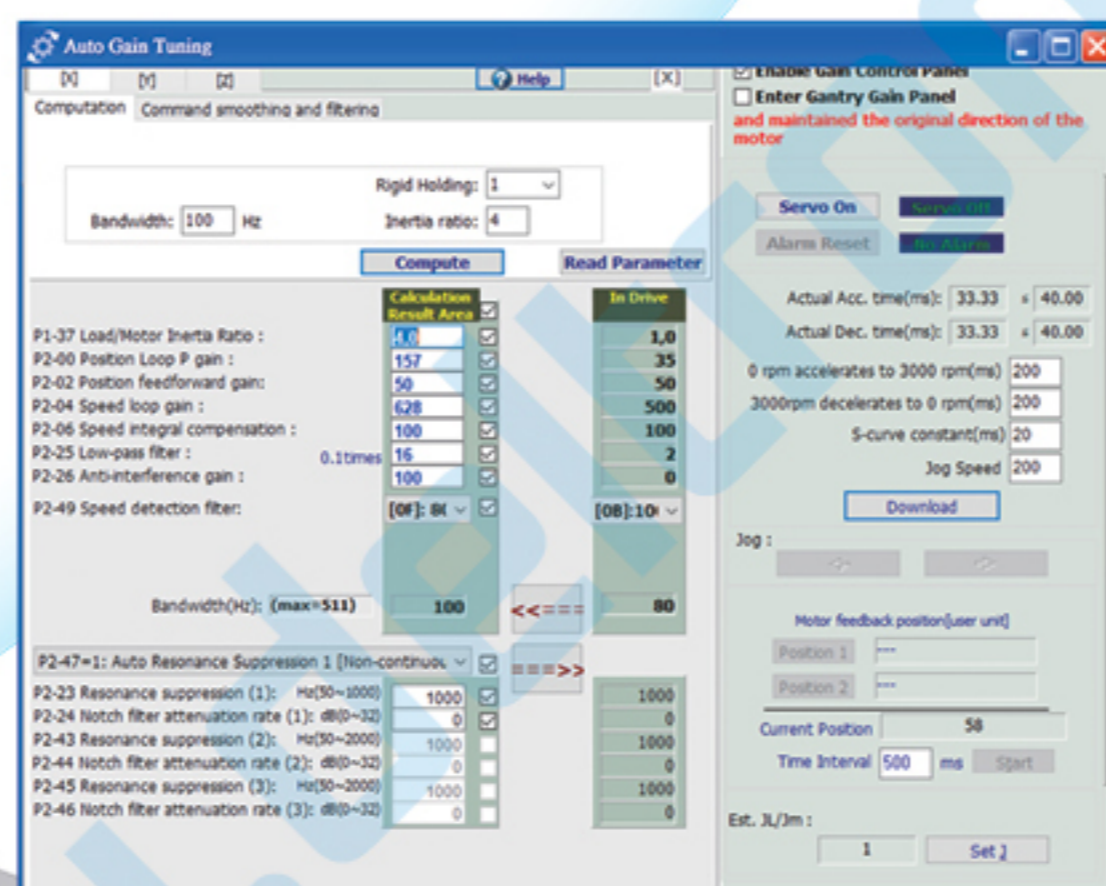 Auto Gain Tuning
[X] [Y] [Z] Help [X]
Computation Command smoothing and filtering
Rigid Holding: 1
Bandwidth: 100 Hz Inertia ratio: 4
Compute Read Parameter
Calculation Result Area In Drive
P1-37 Load/Motor Inertia Ratio : 4.0 1,0
P2-00 Position Loop P gain : 157 35
P2-02 Position feedforward gain: 50 50
P2-04 Speed loop gain : 628 500
P2-06 Speed integral compensation : 100 100
P2-25 Low-pass filter : 0.1times 16 2
P2-26 Anti-interference gain : 100 0
P2-49 Speed detection filter: [0F]: 8( [0B]:10(
Bandwidth(Hz): (max=511) 100 <<=== 80
P2-47=1: Auto Resonance Suppression 1 [Non-continuou ===>>
P2-23 Resonance suppression (1): Hz(50~1000) 1000 1000
P2-24 Notch filter attenuation rate (1): dB(0~32) 0 0
P2-43 Resonance suppression (2): Hz(50~2000) 1000 1000
P2-44 Notch filter attenuation rate (2): dB(0~32) 0 0
P2-45 Resonance suppression (3): Hz(50~2000) 1000 1000
P2-46 Notch filter attenuation rate (3): dB(0~32) 0 0
Enable Gain Control Panel
Enter Gantry Gain Panel
and maintained the original direction of the
motor
Servo On Servo Off
Alarm Reset No Alarm
Actual Acc. time(ms): 33.33 ≤ 40.00
Actual Dec. time(ms): 33.33 ≤ 40.00
0 rpm accelerates to 3000 rpm(ms) 200
3000rpm decelerates to 0 rpm(ms) 200
S-curve constant(ms) 20
Jog Speed 200
Download
Jog :
Motor feedback position[user unit]
Position 1 ---
Position 2 ---
Current Position 58
Time Interval 500 ms Start
Est. JL/Jm :
1 Set J